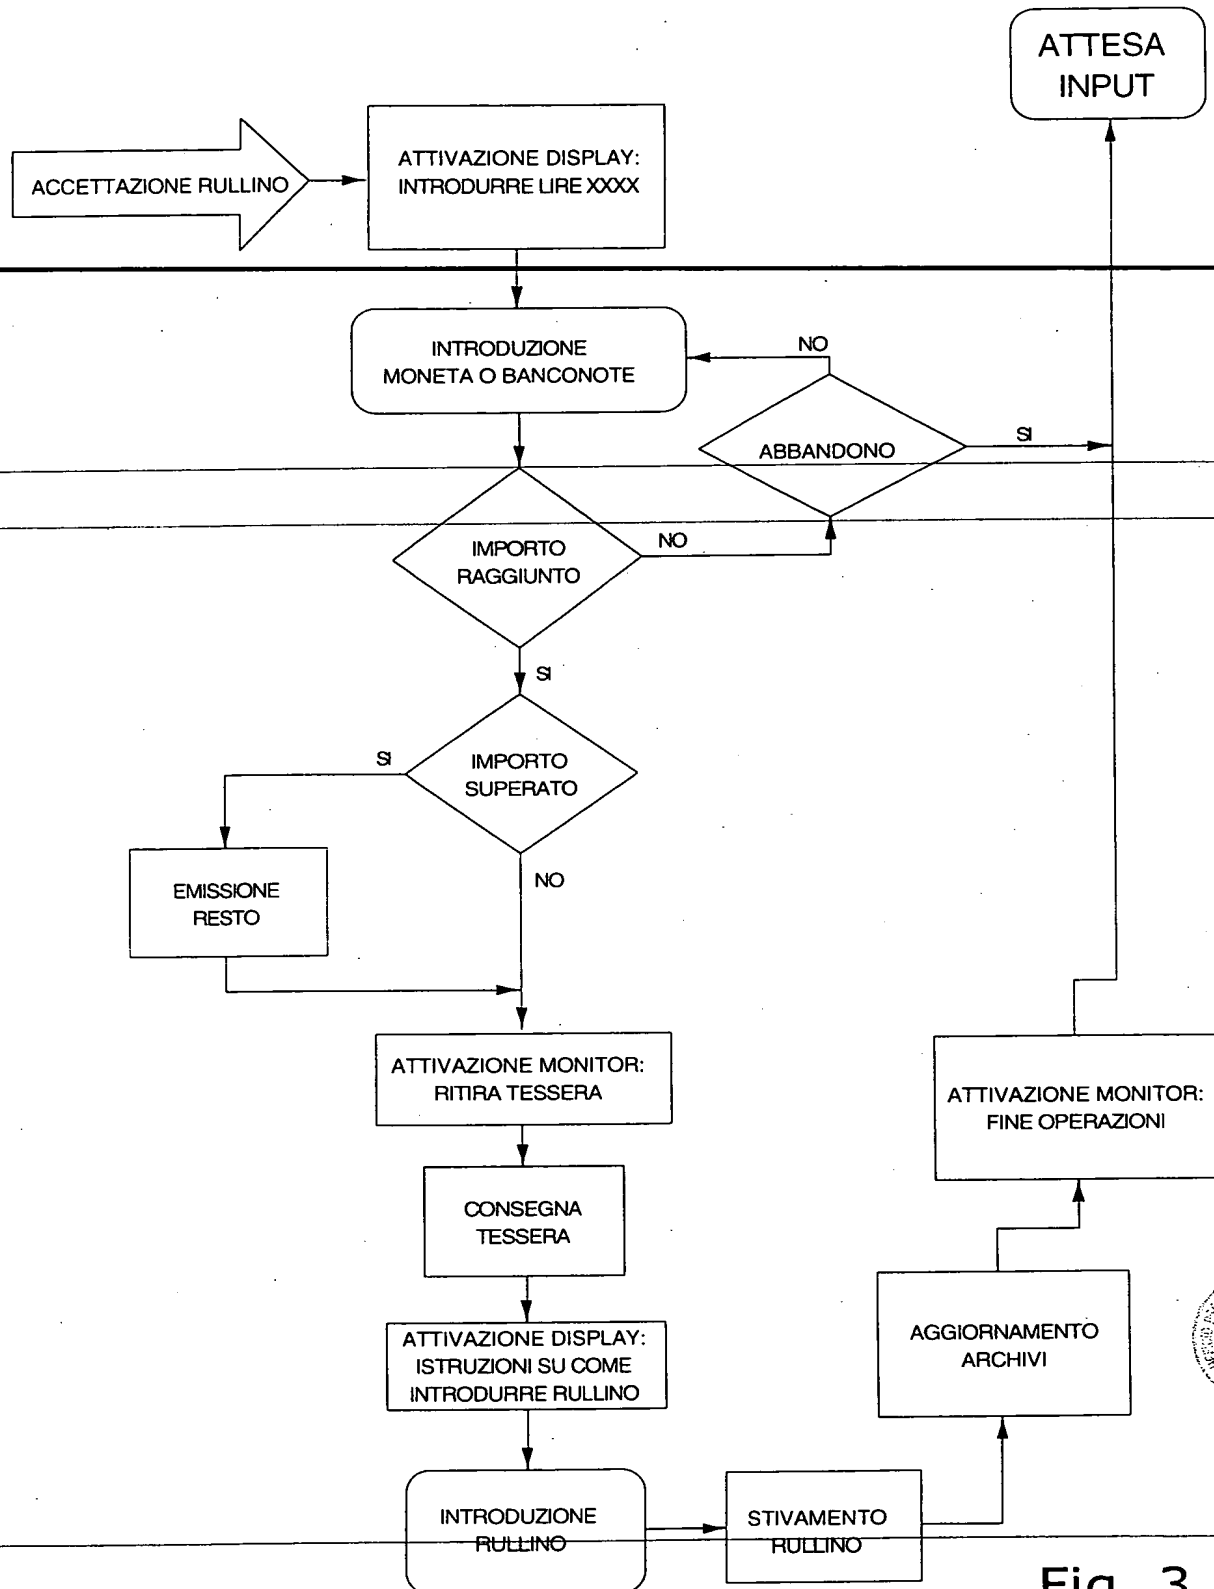 ATTESA
INPUT
ATTIVAZIONE DISPLAY:
INTRODURRE LIRE XXXX
ACCETTAZIONE RULLINO
INTRODUZIONE
MONETA O BANCONOTE
NO
ABBANDONO
SI
IMPORTO
RAGGIUNTO
NO
SI
IMPORTO
SUPERATO
SI
NO
EMISSIONE
RESTO
ATTIVAZIONE MONITOR:
RITIRA TESSERA
ATTIVAZIONE MONITOR:
FINE OPERAZIONI
CONSEGNA
TESSERA
ATTIVAZIONE DISPLAY:
ISTRUZIONI SU COME
INTRODURRE RULLINO
AGGIORNAMENTO
ARCHIVI
INTRODUZIONE
RULLINO
STIVAMENTO
RULLINO
Fig. 3